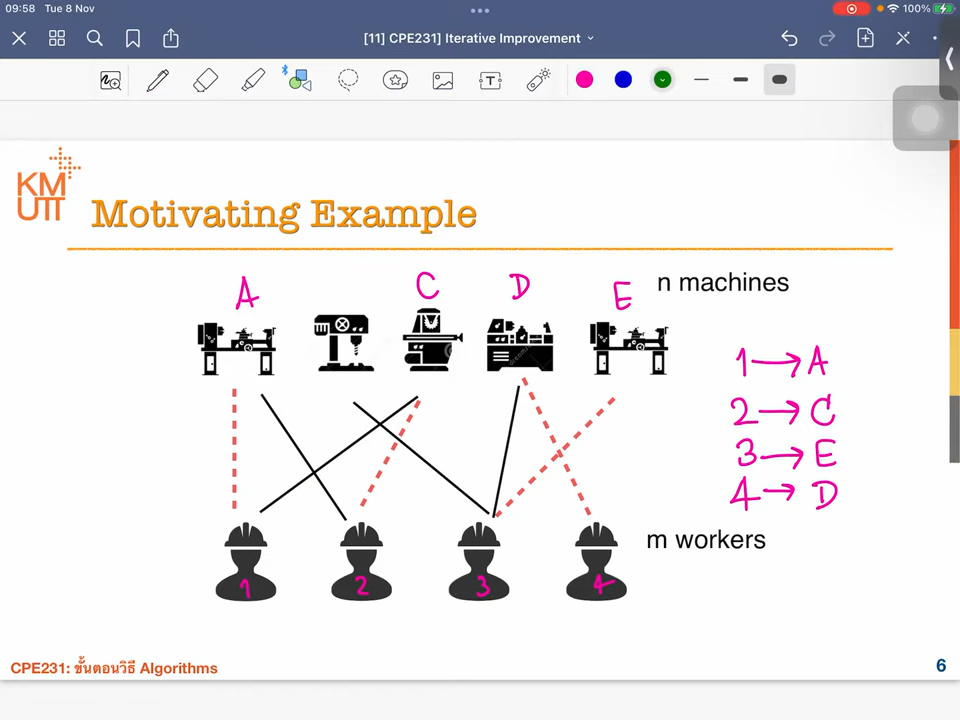 09:58 Tue 8 Nov
100%
[11] CPE231] Iterative Improvement
T
KM
UTT
Motivating Example
A C D E
n machines
1→A
2→C
3→E
4→D
1 2 3 4
m workers
CPE231: ขั้นตอนวิธี Algorithms
6